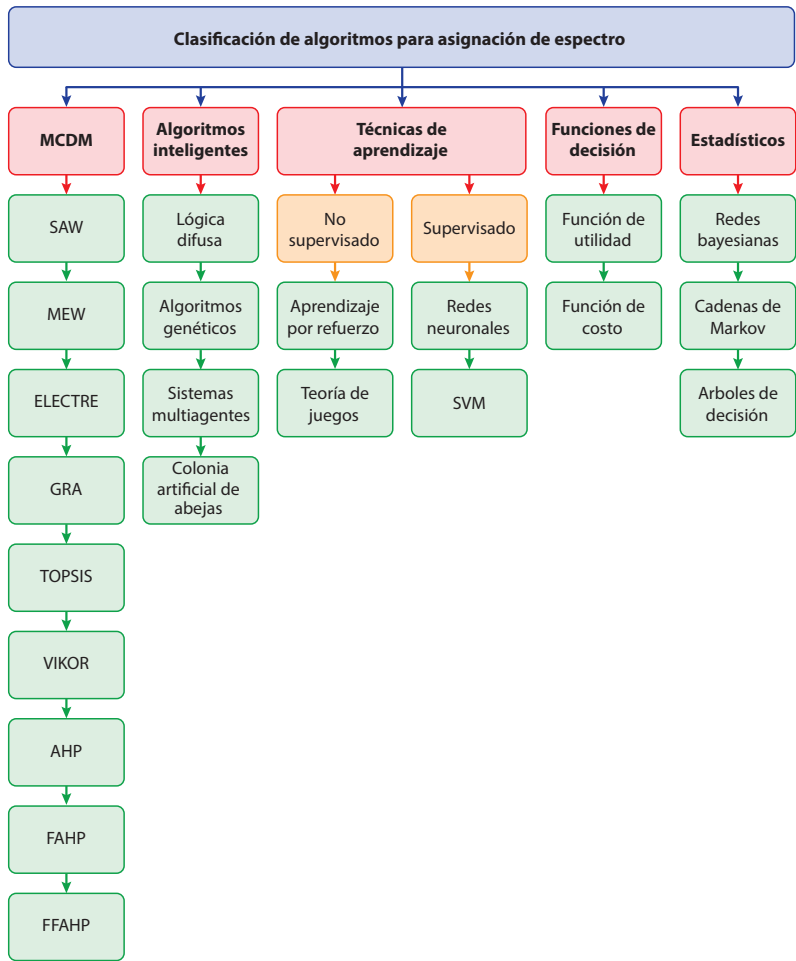 Clasificación de algoritmos para asignación de espectro
MCDM
Algoritmos
inteligentes
Técnicas de
aprendizaje
Funciones de
decisión
Estadísticos
SAW
MEW
ELECTRE
GRA
TOPSIS
VIKOR
AHP
FAHP
FFAHP
Lógica
difusa
Algoritmos
genéticos
Sistemas
multiagentes
Colonia
artificial de
abejas
No
supervisado
Aprendizaje
por refuerzo
Teoría de
juegos
Supervisado
Redes
neuronales
SVM
Función de
utilidad
Función de
costo
Redes
bayesianas
Cadenas de
Markov
Arboles de
decisión